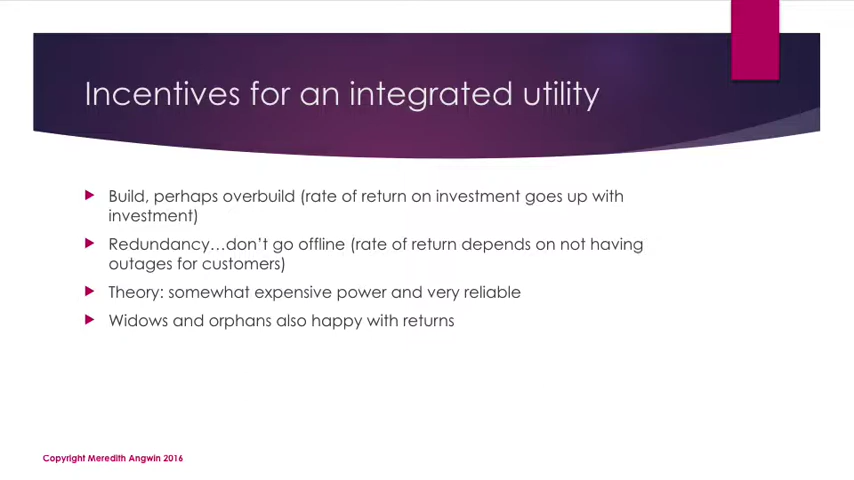 Incentives for an integrated utility
Build, perhaps overbuild (rate of return on investment goes up with
investment)
Redundancy…don’t go offline (rate of return depends on not having
outages for customers)
Theory: somewhat expensive power and very reliable
Widows and orphans also happy with returns
Copyright Meredith Angwin 2016